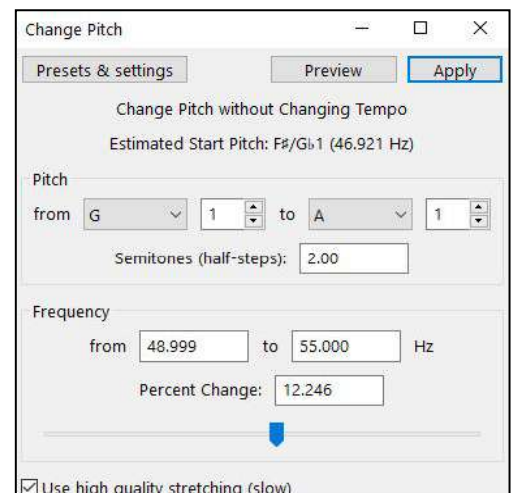 Change Pitch
Presets & settings Preview Apply
Change Pitch without Changing Tempo
Estimated Start Pitch: F♯/G♭1 (46.921 Hz)
Pitch
from G 1 to A 1
Semitones (half-steps): 2.00
Frequency
from 48.999 to 55.000 Hz
Percent Change: 12.246
Use high quality stretching (slow)